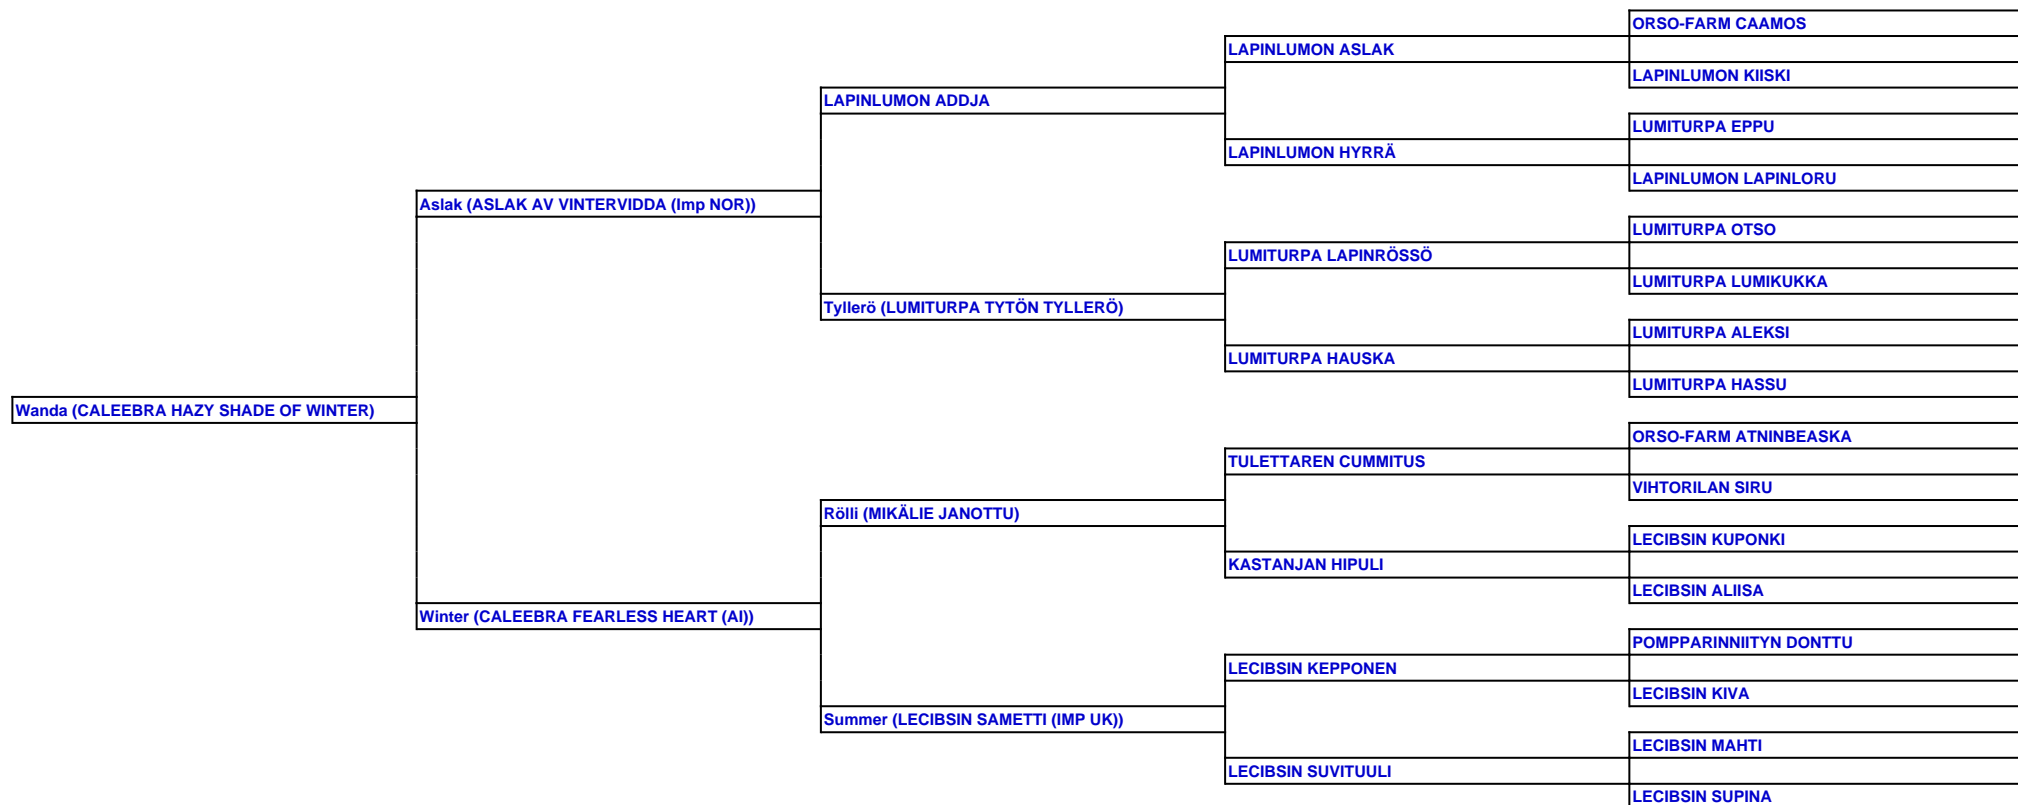 ORSO-FARM CAAMOS
LAPINLUMON ASLAK
LAPINLUMON KIISKI
LAPINLUMON ADDJA
LUMITURPA EPPU
LAPINLUMON HYRRÄ
LAPINLUMON LAPINLORU
Aslak (ASLAK AV VINTERVIDDA (Imp NOR))
LUMITURPA OTSO
LUMITURPA LAPINRÖSSÖ
LUMITURPA LUMIKUKKA
Tyllerö (LUMITURPA TYTÖN TYLLERÖ)
LUMITURPA ALEKSI
LUMITURPA HAUSKA
LUMITURPA HASSU
Wanda (CALEEBRA HAZY SHADE OF WINTER)
ORSO-FARM ATNINBEASKA
TULETTAREN CUMMITUS
VIHTORILAN SIRU
Rölli (MIKÄLIE JANOTTU)
LECIBSIN KUPONKI
KASTANJAN HIPULI
LECIBSIN ALIISA
Winter (CALEEBRA FEARLESS HEART (AI))
POMPPARINNIITYN DONTTU
LECIBSIN KEPPONEN
LECIBSIN KIVA
Summer (LECIBSIN SAMETTI (IMP UK))
LECIBSIN MAHTI
LECIBSIN SUVITUULI
LECIBSIN SUPINA